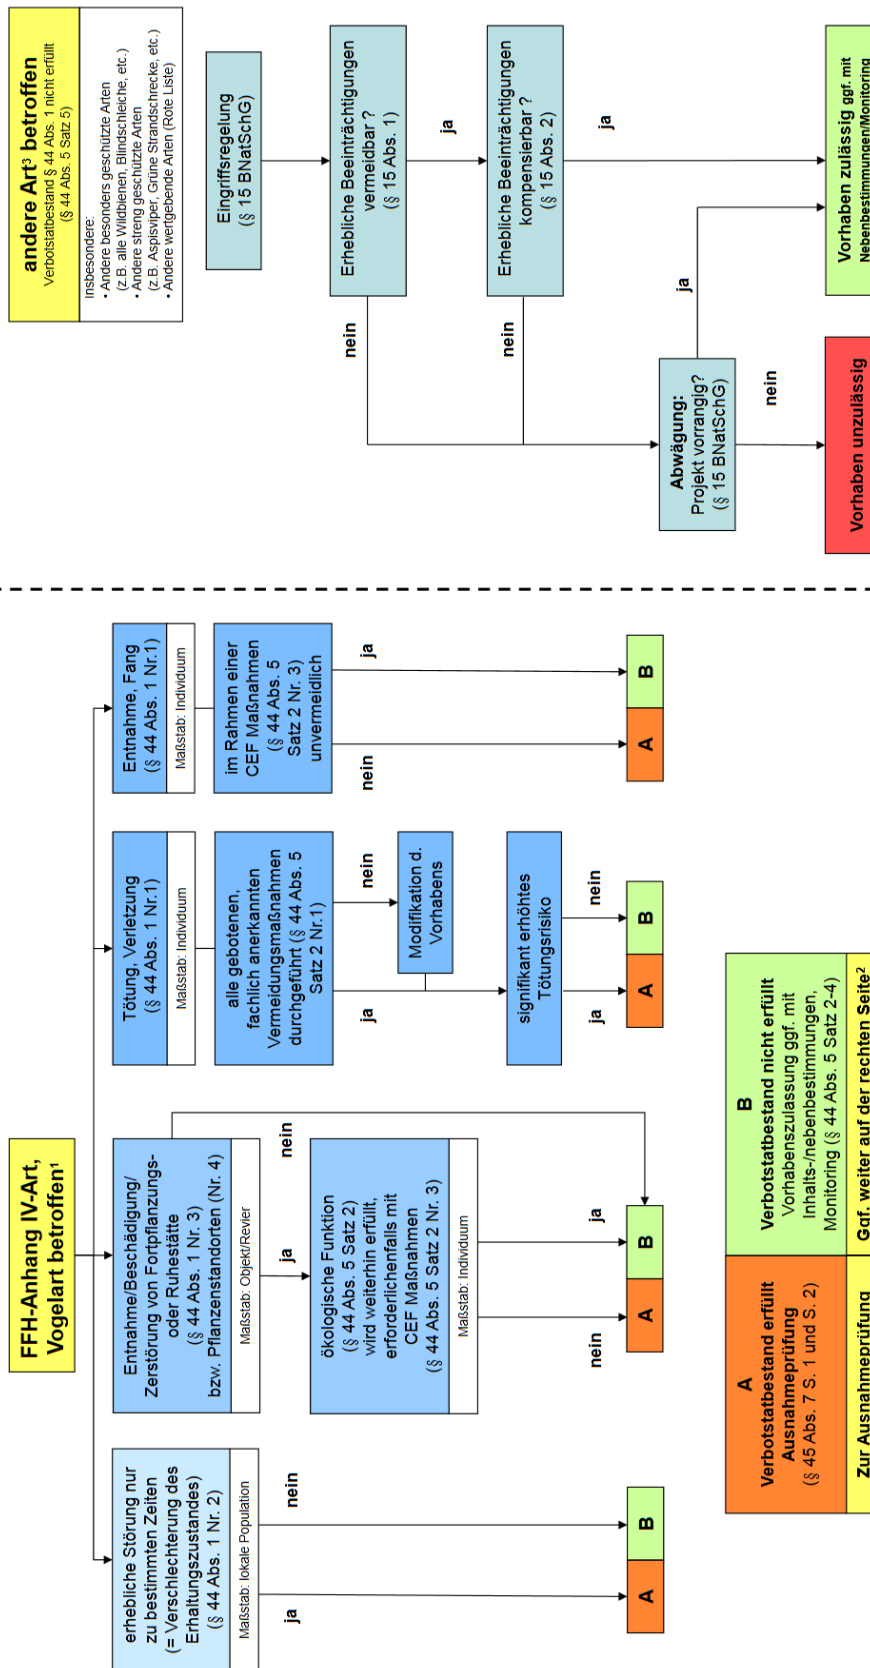 FFH-Anhang IV-Art,
Vogelart betroffen¹
erhebliche Störung nur
zu bestimmten Zeiten
(= Verschlechterung des
Erhaltungszustandes)
(§ 44 Abs. 1 Nr. 2)
Maßstab: lokale Population
ja
nein
A
B
Entnahme/Beschädigung/
Zerstörung von Fortpflanzungs-
oder Ruhestätte
(§ 44 Abs. 1 Nr. 3)
bzw. Pflanzenstandorten (Nr. 4)
Maßstab: Objekt/Revier
ja
nein
ökologische Funktion
(§ 44 Abs. 5 Satz 2)
wird weiterhin erfüllt,
erforderlichenfalls mit
CEF Maßnahmen
(§ 44 Abs. 5 Satz 2 Nr. 3)
Maßstab: Individuum
nein
ja
A
B
Tötung, Verletzung
(§ 44 Abs. 1 Nr.1)
Maßstab: Individuum
alle gebotenen,
fachlich anerkannten
Vermeidungsmaßnahmen
durchgeführt (§ 44 Abs. 5
Satz 2 Nr.1)
ja
nein
Modifikation d.
Vorhabens
signifikant erhöhtes
Tötungsrisiko
ja
nein
A
B
Entnahme, Fang
(§ 44 Abs. 1 Nr.1)
Maßstab: Individuum
im Rahmen einer
CEF Maßnahmen
(§ 44 Abs. 5
Satz 2 Nr. 3)
unvermeidlich
nein
ja
A
B
A
Verbotstatbestand erfüllt
Ausnahmeprüfung
(§ 45 Abs. 7 S. 1 und S. 2)
Zur Ausnahmeprüfung
B
Verbotstatbestand nicht erfüllt
Vorhabenszulassung ggf. mit
Inhalts-/nebenbestimmungen,
Monitoring (§ 44 Abs. 5 Satz 2-4)
Ggf. weiter auf der rechten Seite²
andere Art³ betroffen
Verbotstatbestand § 44 Abs. 1 nicht erfüllt
(§ 44 Abs. 5 Satz 5)
Insbesondere:
• Andere besonders geschützte Arten
(z.B. alle Wildbienen, Blindschleiche, etc.)
• Andere streng geschützte Arten
(z.B. Aspisviper, Grüne Strandschrecke, etc.)
• Andere wertgebende Arten (Rote Liste)
Eingriffsregelung
(§ 15 BNatSchG)
Erhebliche Beeinträchtigungen
vermeidbar ?
(§ 15 Abs. 1)
nein
ja
Erhebliche Beeinträchtigungen
kompensierbar ?
(§ 15 Abs. 2)
nein
ja
Abwägung:
Projekt vorrangig?
(§ 15 BNatSchG)
ja
nein
Vorhaben unzulässig
Vorhaben zulässig ggf. mit
Nebenbestimmungen/Monitoring